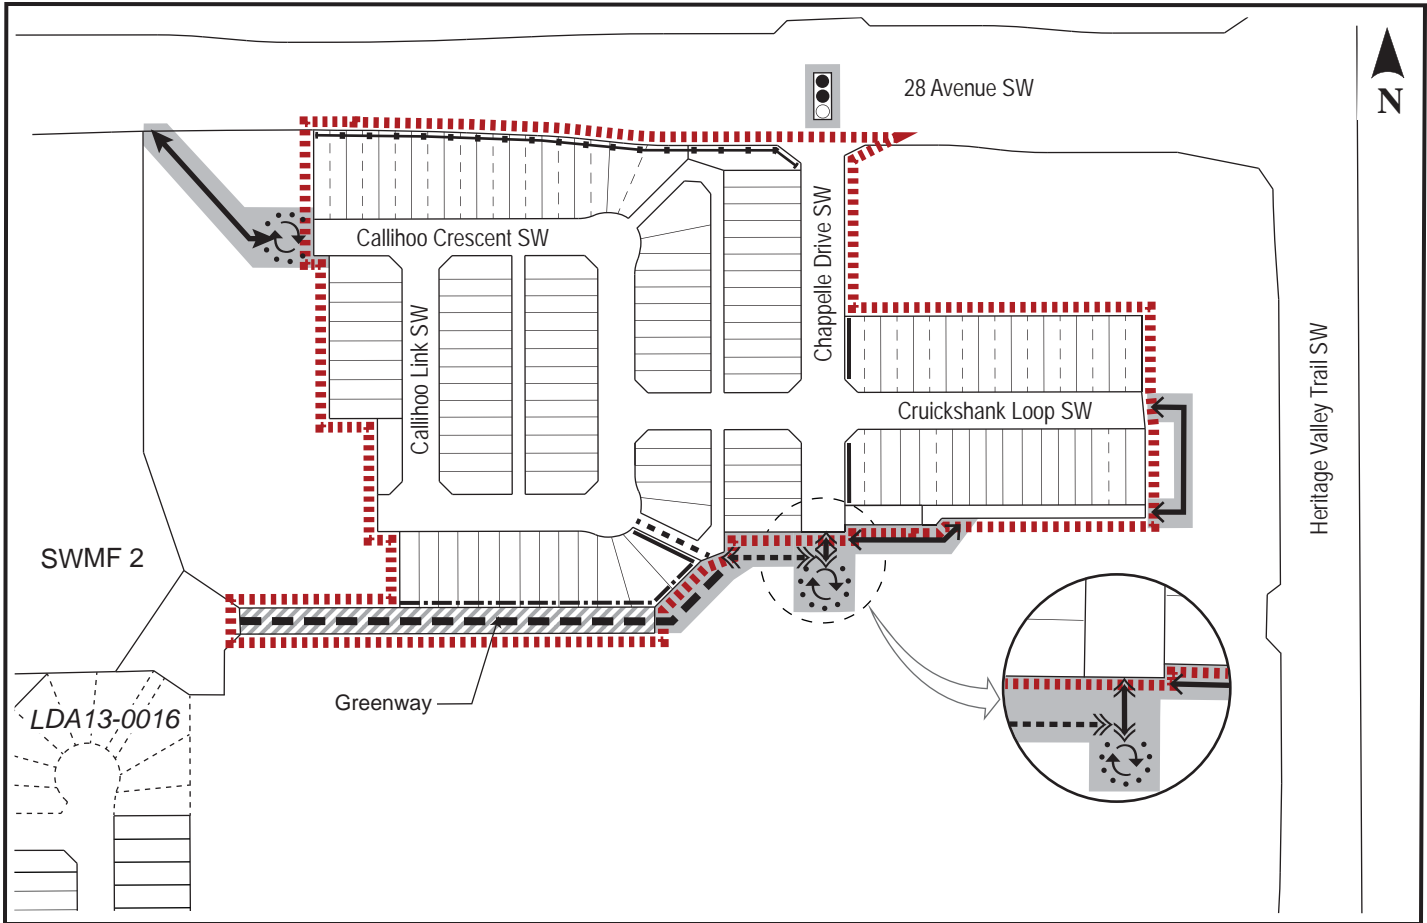 28 Avenue SW
N
Callihoo Crescent SW
Chappelle Drive SW
Callihoo Link SW
Cruickshank Loop SW
Heritage Valley Trail SW
SWMF 2
Greenway
LDA13-0016